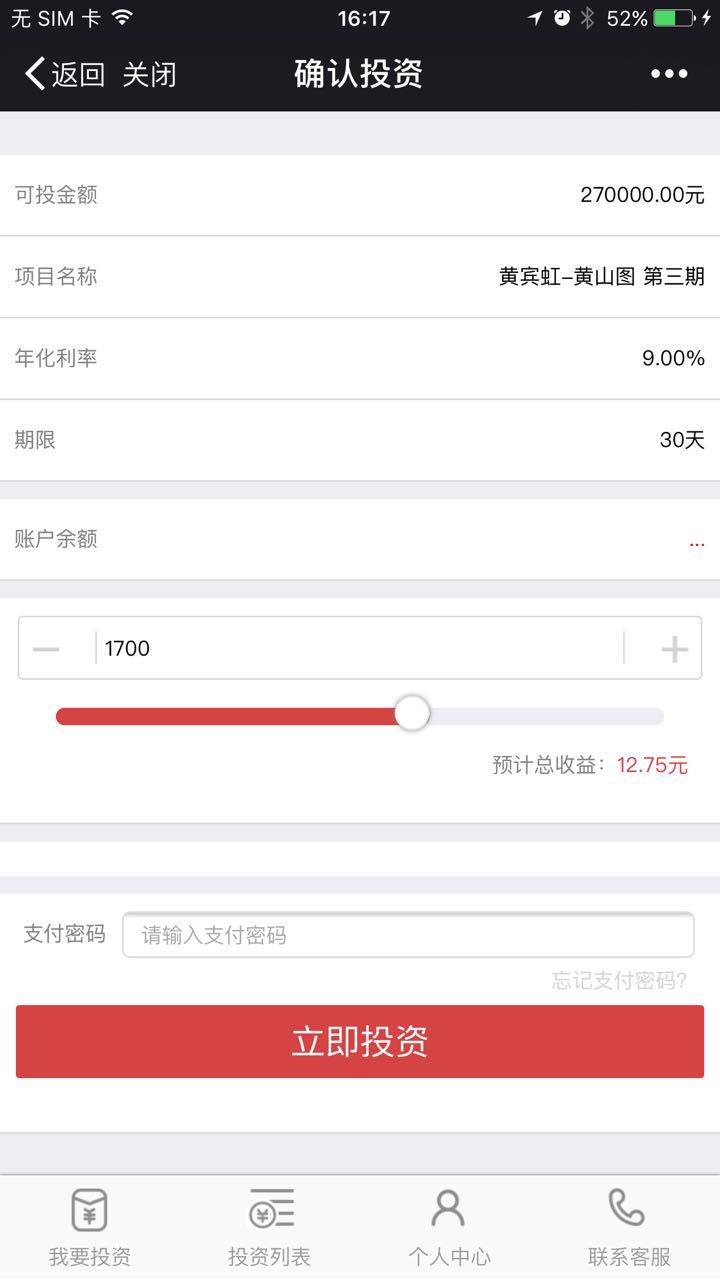 无 SIM 卡 16:17 52%
返回 关闭 确认投资
可投金额 270000.00元
项目名称 黄宾虹–黄山图 第三期
年化利率 9.00%
期限 30天
账户余额 ...
1700
预计总收益：12.75元
支付密码 请输入支付密码
忘记支付密码?
立即投资
我要投资 投资列表 个人中心 联系客服